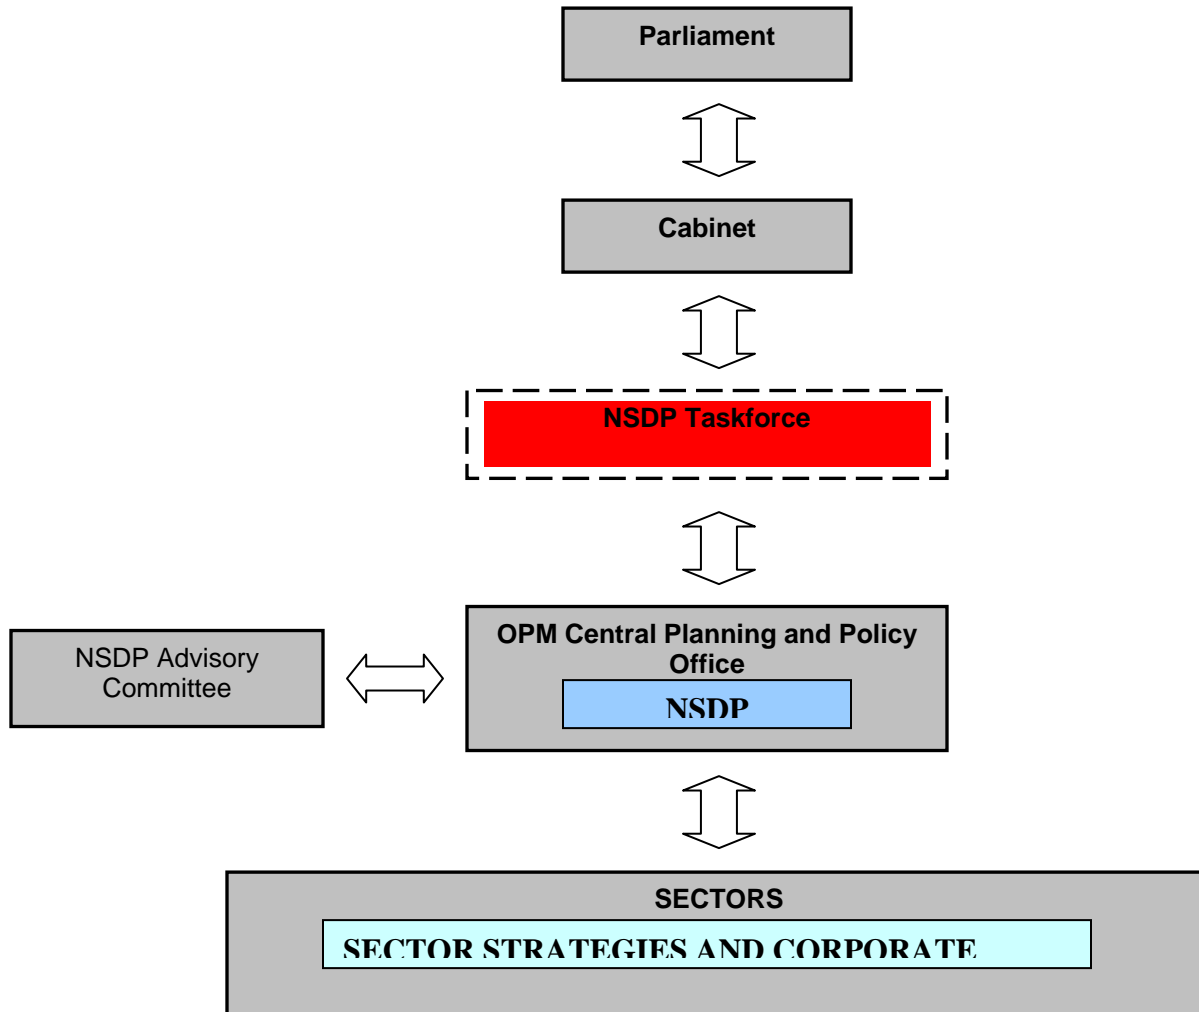 Parliament
Cabinet
NSDP Taskforce
OPM Central Planning and Policy
Office
NSDP
NSDP Advisory
Committee
SECTORS
SECTOR STRATEGIES AND CORPORATE